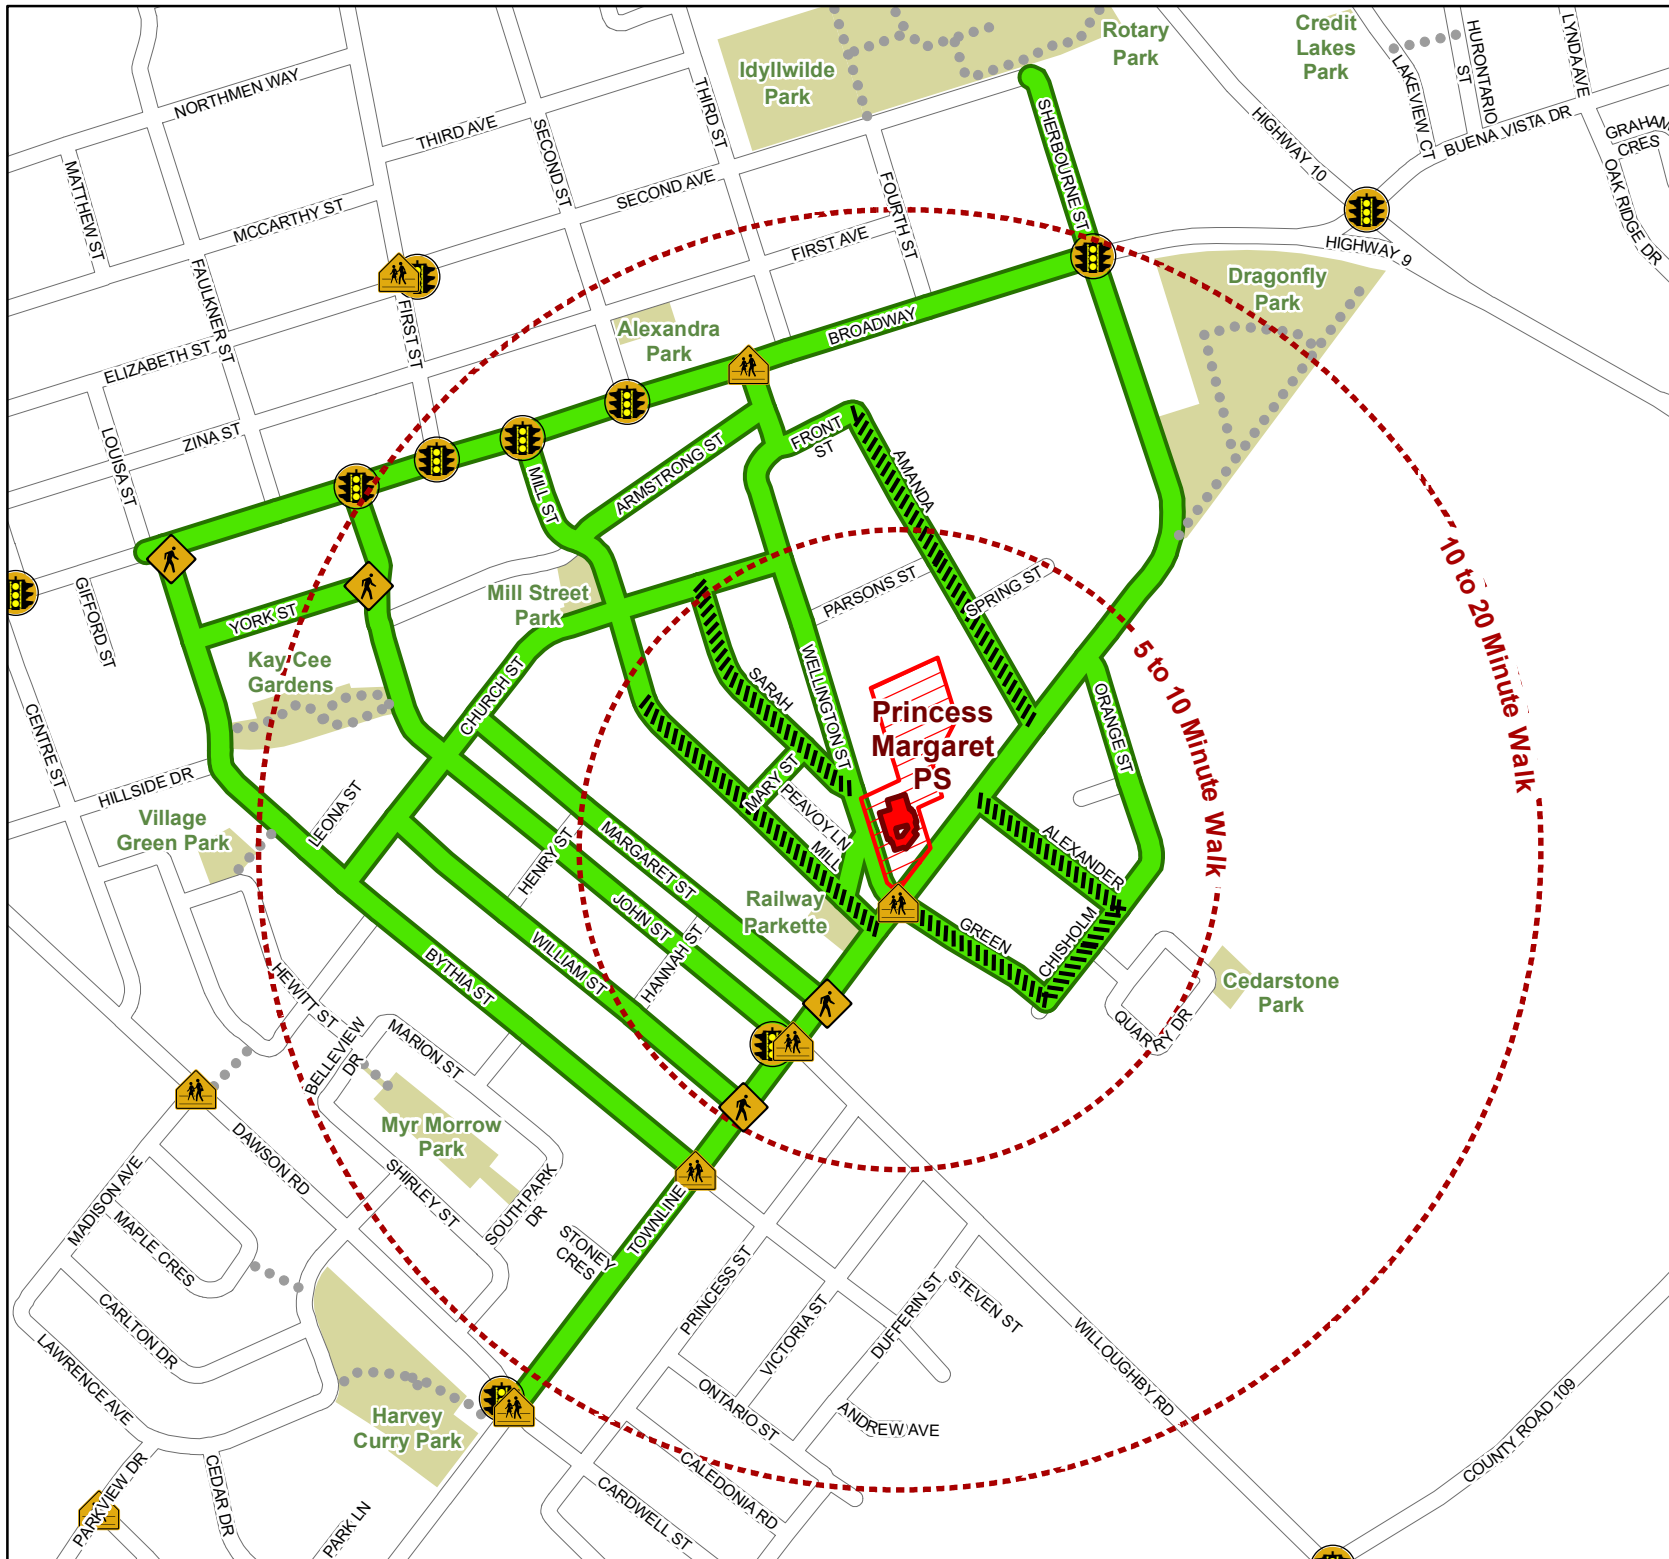 Rotary
Park
Credit
Lakes
Park
HURONTARIO
ST
LYNDA AVE
LAKEVIEW CT
Idyllwilde
Park
NORTHMEN WAY
THIRD AVE
SECOND ST
THIRD ST
SHERBOURNE ST
HIGHWAY 10
BUENA VISTA DR
GRAHAM
CRES
OAK RIDGE DR
MATTHEW ST
MCCARTHY ST
SECOND AVE
FOURTH ST
FIRST AVE
HIGHWAY 9
FAULKNER ST
FIRST ST
Dragonfly
Park
Alexandra
Park
BROADWAY
ELIZABETH ST
ZINA ST
LOUISA ST
MILL ST
ARMSTRONG ST
FRONT
ST
AMANDA
10 to 20 Minute Walk
GIFFORD ST
YORK ST
Mill Street
Park
PARSONS ST
SPRING ST
5 to 10 Minute Walk
Kay Cee
Gardens
CHURCH ST
SARAH
WELLINGTON ST
ORANGE ST
CENTRE ST
Princess
Margaret
PS
HILLSIDE DR
LEONA ST
MARY ST
PEAVOY LN
MILL
Village
Green Park
HENRY ST
MARGARET ST
ALEXANDER
JOHN ST
Railway
Parkette
GREEN
CHISHOLM
HANNAH ST
WILLIAM ST
BYTHIA ST
Cedarstone
Park
QUARRY DR
HEWITT ST
BELLEVIEW
DR
MARION ST
Myr Morrow
Park
DAWSON RD
MADISON AVE
MAPLE CRES
SHIRLEY ST
SOUTH PARK
DR
STONEY
CRES
TOWNLINE
PRINCESS ST
VICTORIA ST
DUFFERIN ST
STEVEN ST
WILLOUGHBY RD
CARLTON DR
LAWRENCE AVE
Harvey
Curry Park
ONTARIO ST
ANDREW AVE
COUNTY ROAD 109
PARKVIEW DR
CEDAR DR
PARK LN
CALEDONIA RD
CARDWELL ST